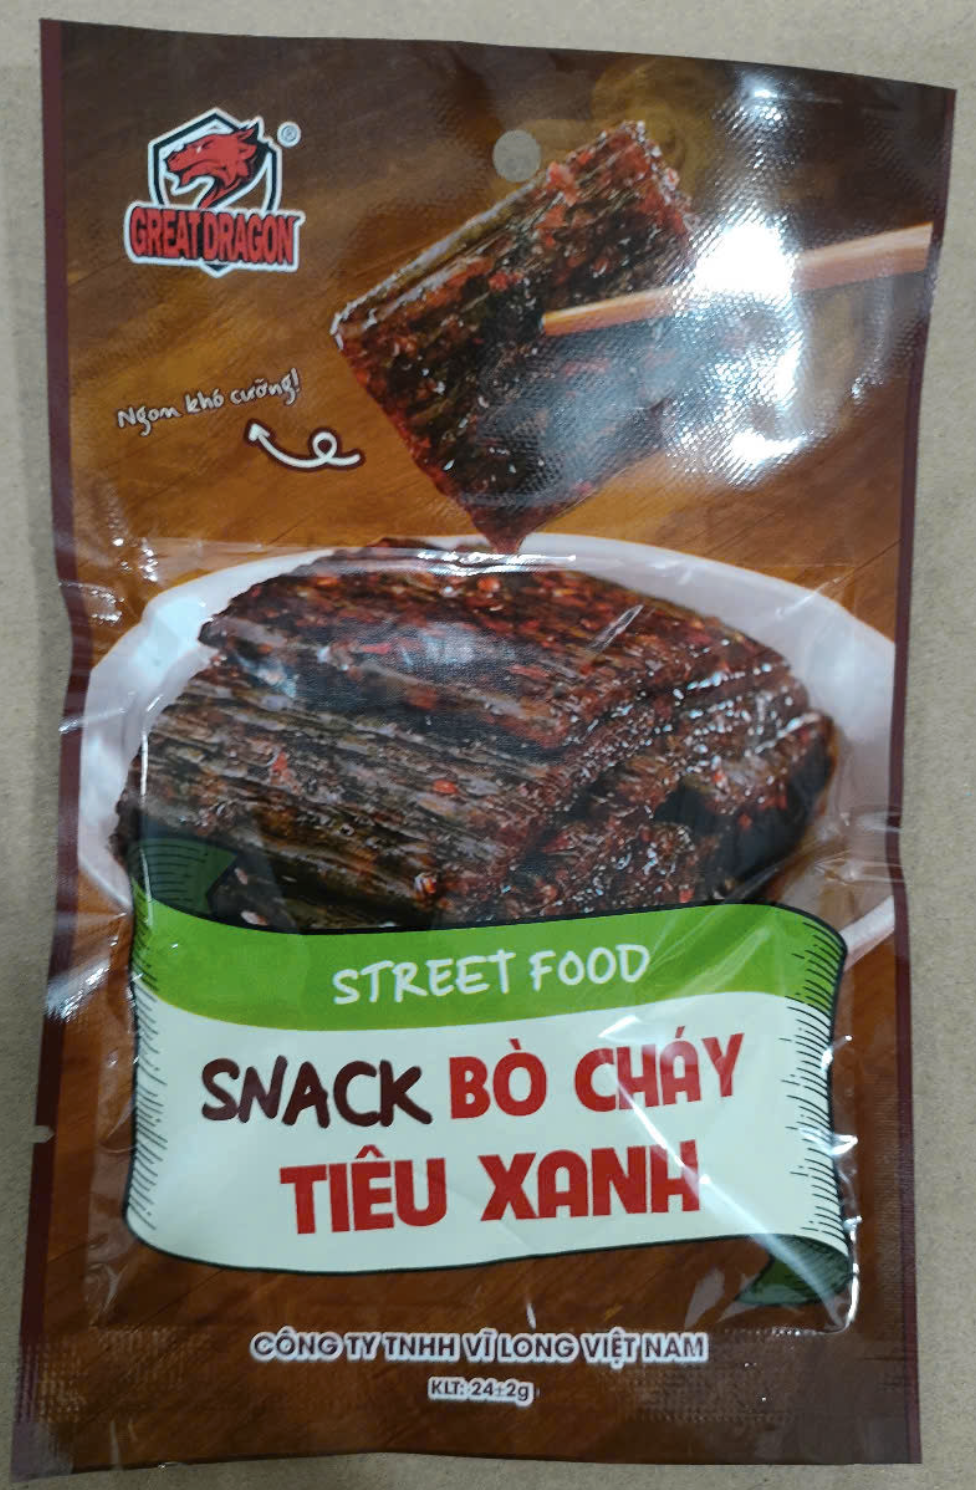 ®
GREAT DRAGON
Ngon khó cưỡng!
STREET FOOD
SNACK BÒ CHÁY
TIÊU XANH
CÔNG TY TNHH VĨ LONG VIỆT NAM
KLT: 24±2g